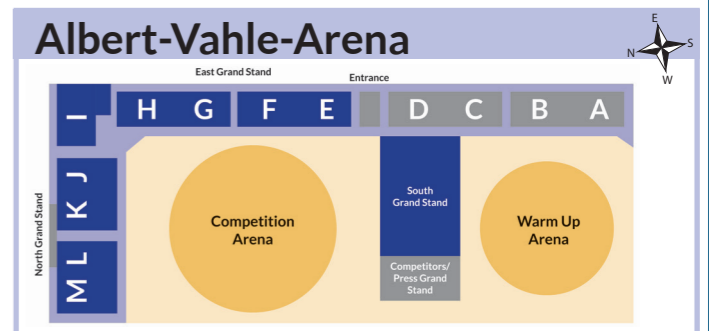 Albert-Vahle-Arena
E
N
S
W
East Grand Stand
Entrance
I
H G
F E
D C
B A
J
K
L
M
North Grand Stand
South
Grand Stand
Competition
Arena
Warm Up
Arena
Competitors/
Press Grand
Stand